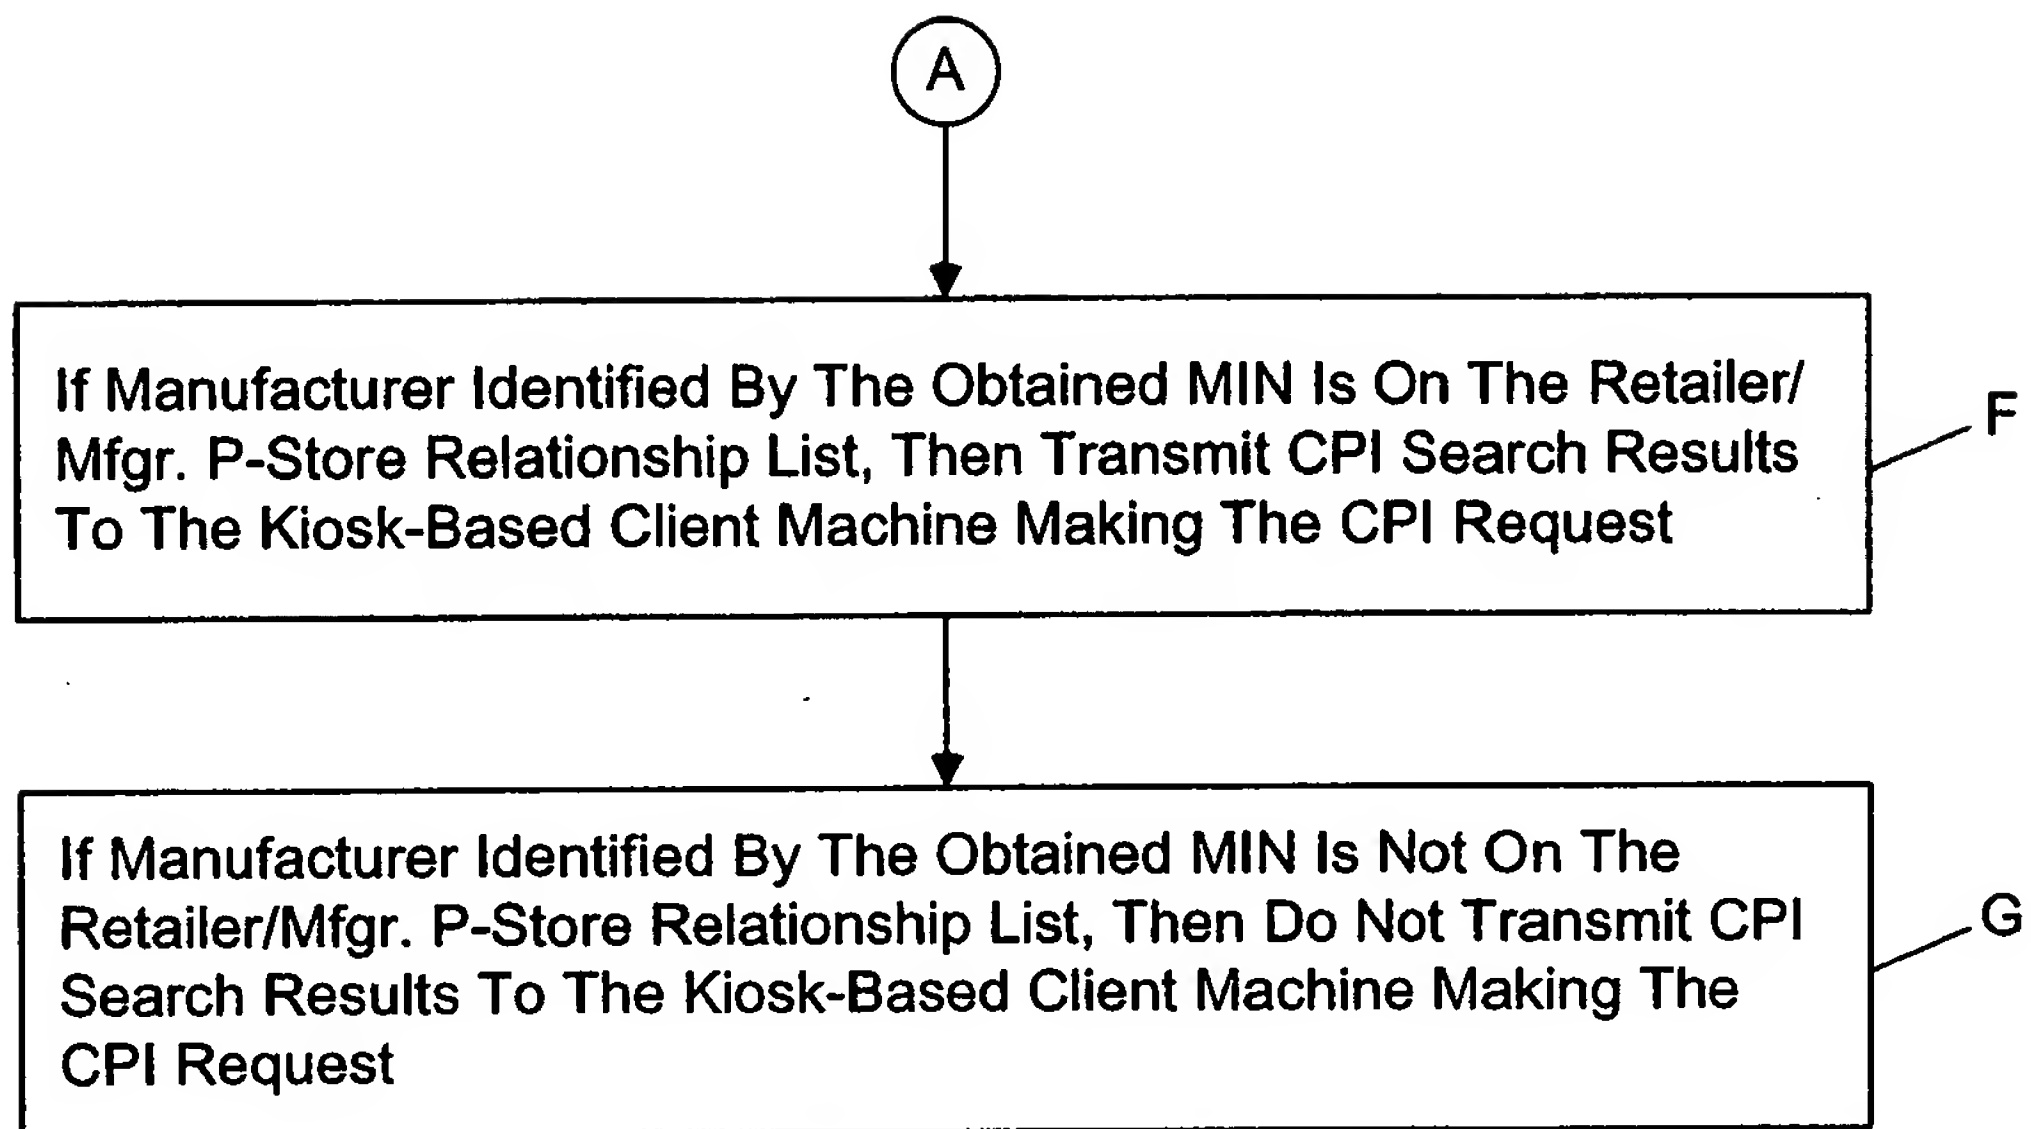 A
If Manufacturer Identified By The Obtained MIN Is On The Retailer/
Mfgr. P-Store Relationship List, Then Transmit CPI Search Results
To The Kiosk-Based Client Machine Making The CPI Request
F
If Manufacturer Identified By The Obtained MIN Is Not On The
Retailer/Mfgr. P-Store Relationship List, Then Do Not Transmit CPI
Search Results To The Kiosk-Based Client Machine Making The
CPI Request
G